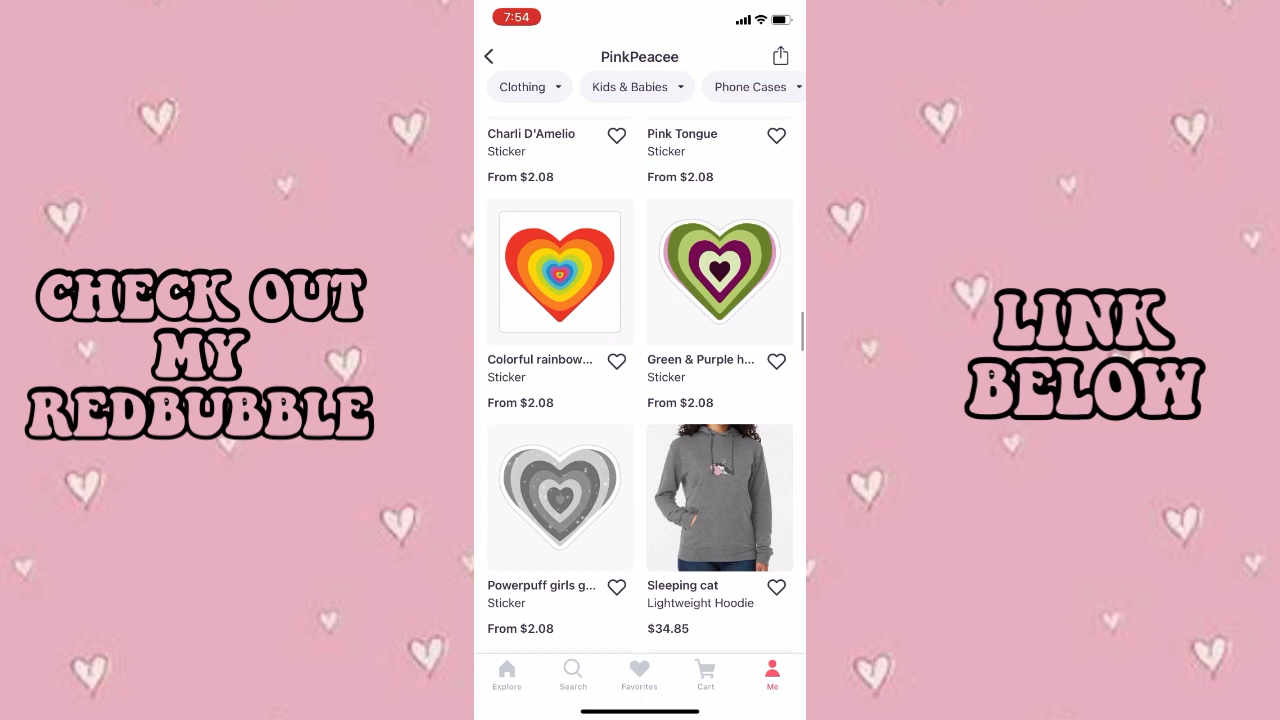 CHECK OUT
MY
REDBUBBLE
7:54
PinkPeacee
Clothing
Kids & Babies
Phone Cases
Charli D'Amelio
Sticker
From $2.08
Pink Tongue
Sticker
From $2.08
Colorful rainbow...
Sticker
From $2.08
Green & Purple h...
Sticker
From $2.08
Powerpuff girls g...
Sticker
From $2.08
Sleeping cat
Lightweight Hoodie
$34.85
Explore
Search
Favorites
Cart
Me
LINK
BELOW